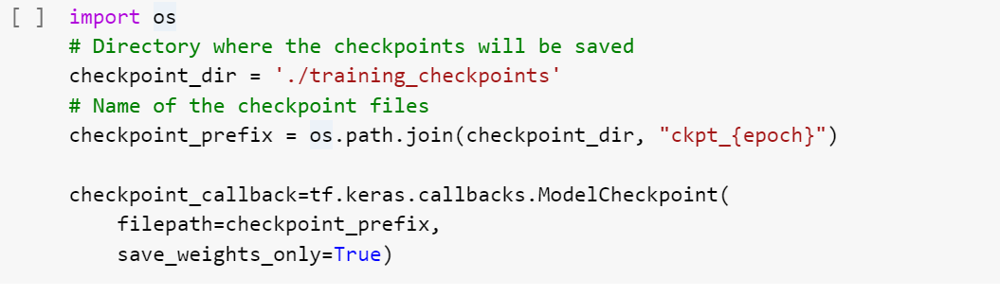 [ ] import os
# Directory where the checkpoints will be saved
checkpoint_dir = './training_checkpoints'
# Name of the checkpoint files
checkpoint_prefix = os.path.join(checkpoint_dir, "ckpt_{epoch}")
checkpoint_callback=tf.keras.callbacks.ModelCheckpoint(
    filepath=checkpoint_prefix,
    save_weights_only=True)